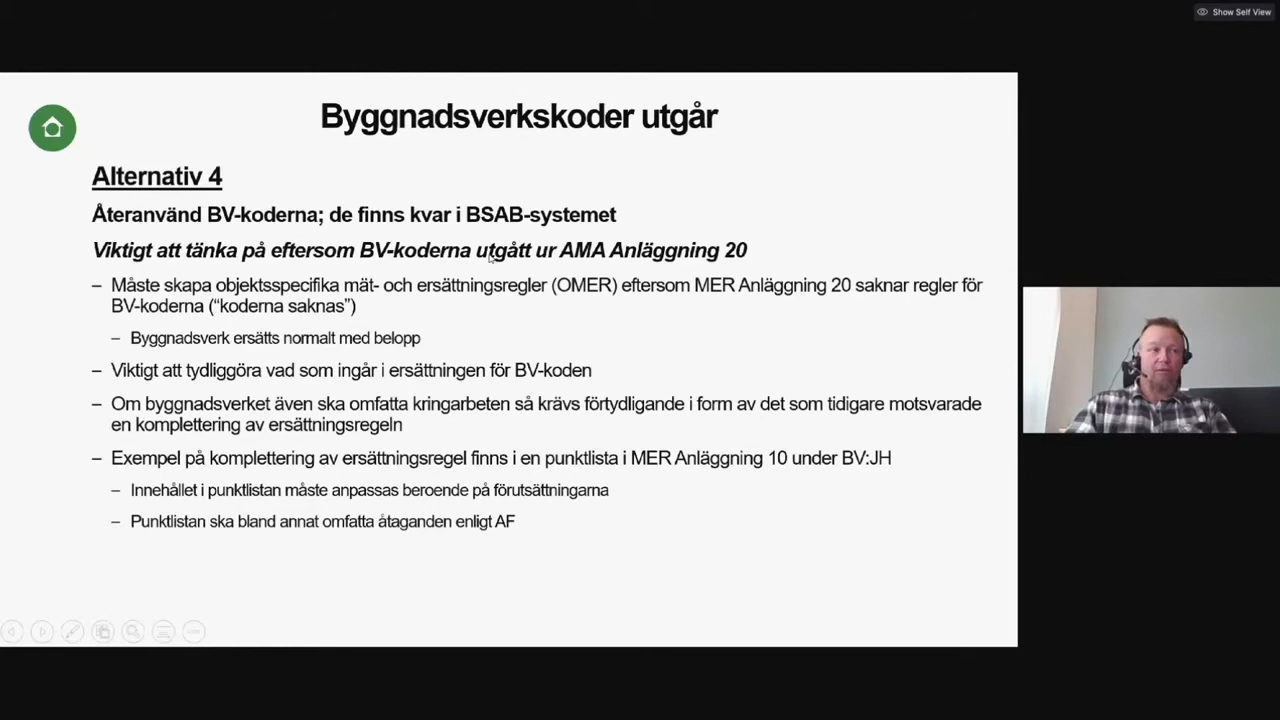 Show Self View
Byggnadsverkskoder utgår
Alternativ 4
Återanvänd BV-koderna; de finns kvar i BSAB-systemet
Viktigt att tänka på eftersom BV-koderna utgått ur AMA Anläggning 20
– Måste skapa objektsspecifika mät- och ersättningsregler (OMER) eftersom MER Anläggning 20 saknar regler för
BV-koderna (“koderna saknas”)
– Byggnadsverk ersätts normalt med belopp
– Viktigt att tydliggöra vad som ingår i ersättningen för BV-koden
– Om byggnadsverket även ska omfatta kringarbeten så krävs förtydligande i form av det som tidigare motsvarade
en komplettering av ersättningsregeln
– Exempel på komplettering av ersättningsregel finns i en punktlista i MER Anläggning 10 under BV:JH
– Innehållet i punktlistan måste anpassas beroende på förutsättningarna
– Punktlistan ska bland annat omfatta åtaganden enligt AF